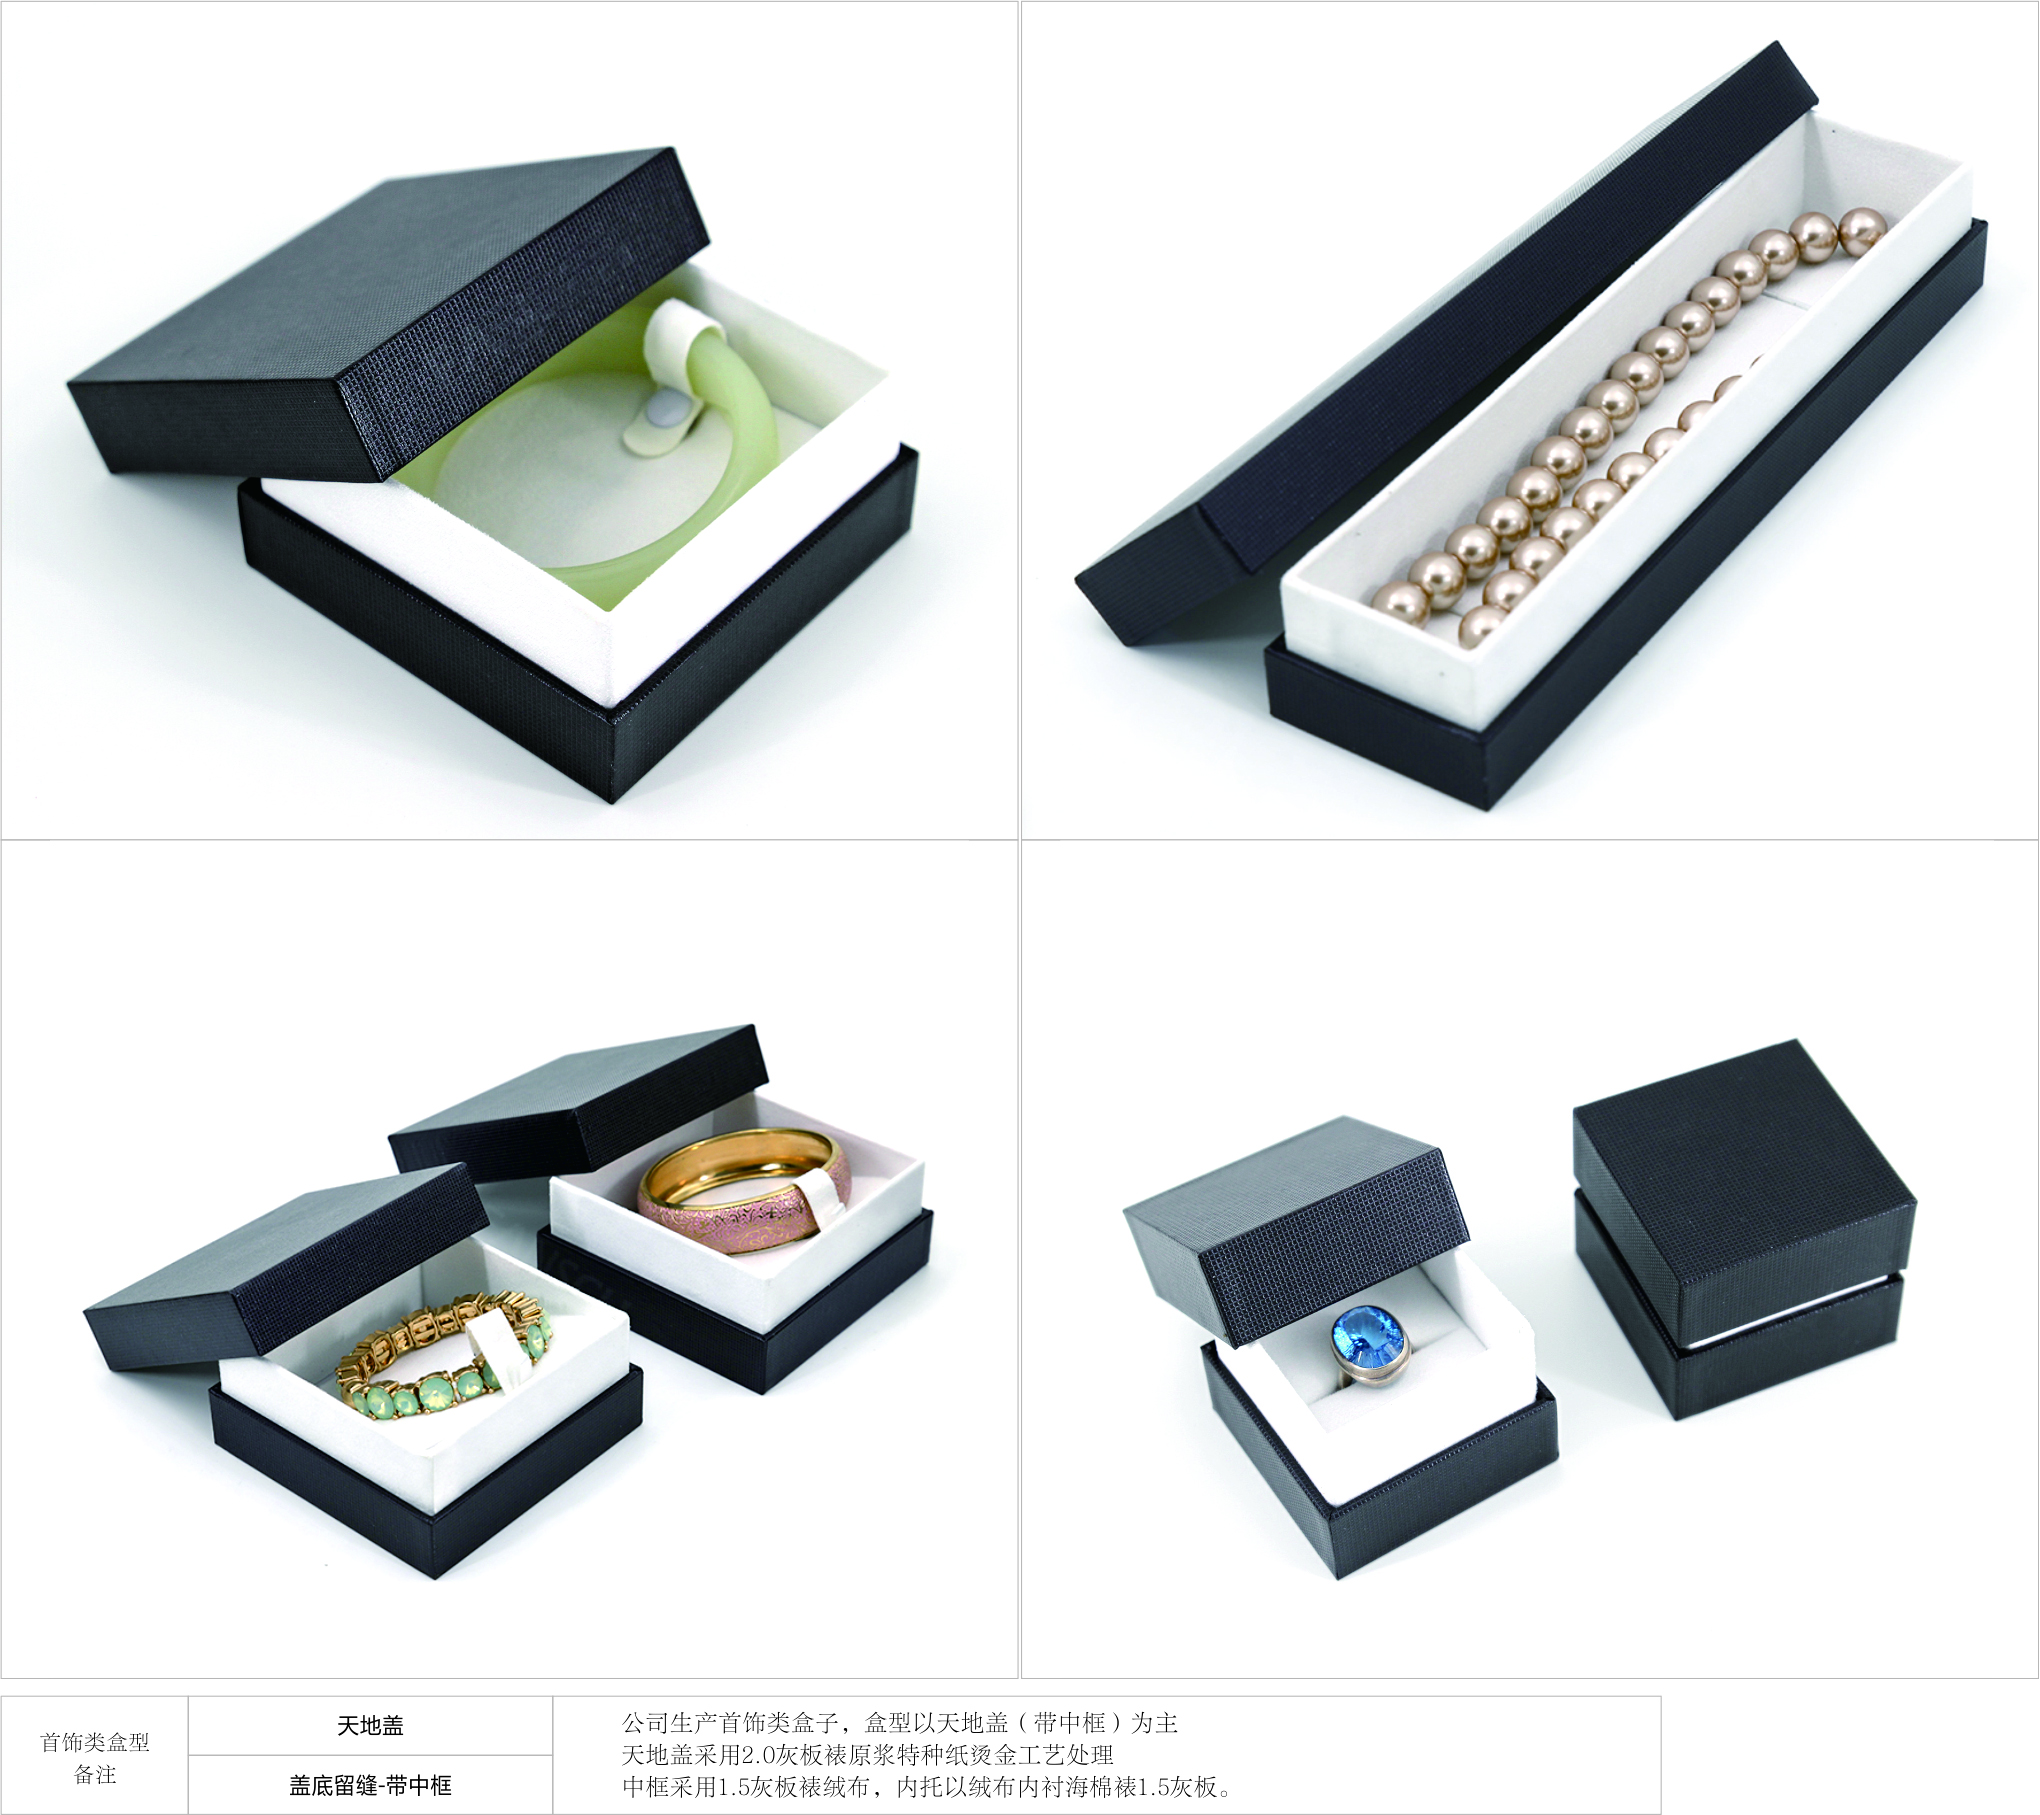 首饰类盒型
备注
天地盖
盖底留缝-带中框
公司生产首饰类盒子，盒型以天地盖（带中框）为主
天地盖采用2.0灰板裱原浆特种纸烫金工艺处理
中框采用1.5灰板裱绒布，内托以绒布内衬海棉裱1.5灰板。